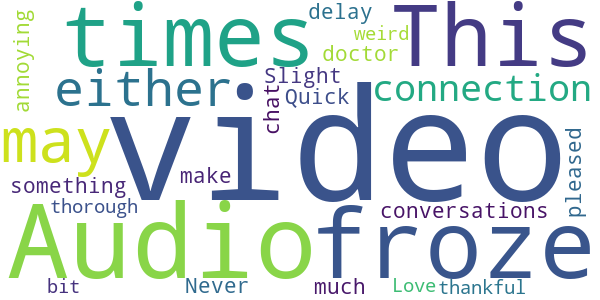 annoying
times
delay
weird
doctor
This
either
Slight
Quick
chat
connection
may
video
something
make
thorough
conversations
pleased
Audio
froze
bit
Never
much
Love
thankful